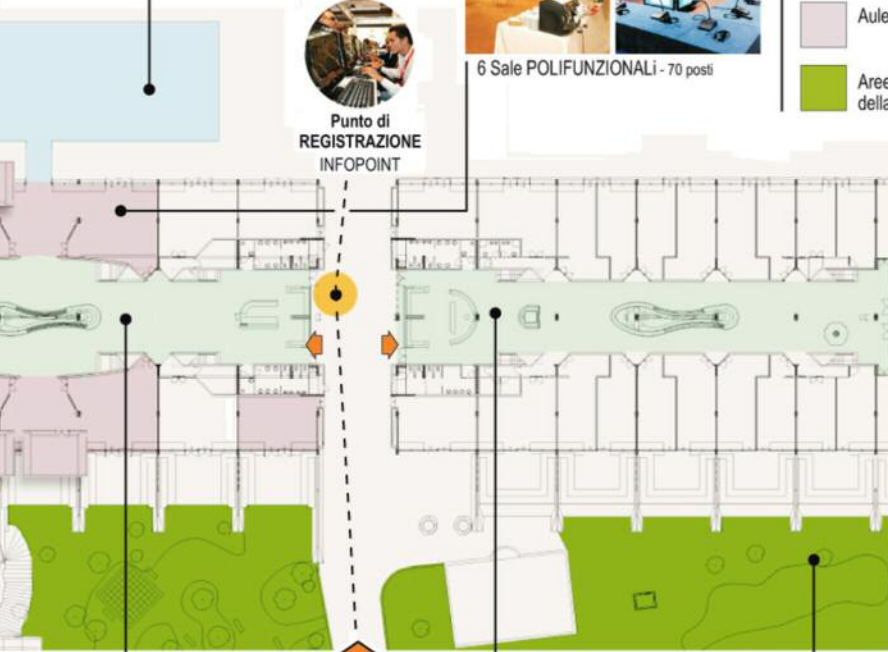 Punto di
REGISTRAZIONE
INFOPOINT
6 Sale POLIFUNZIONALi - 70 posti
Aule
Aree
della